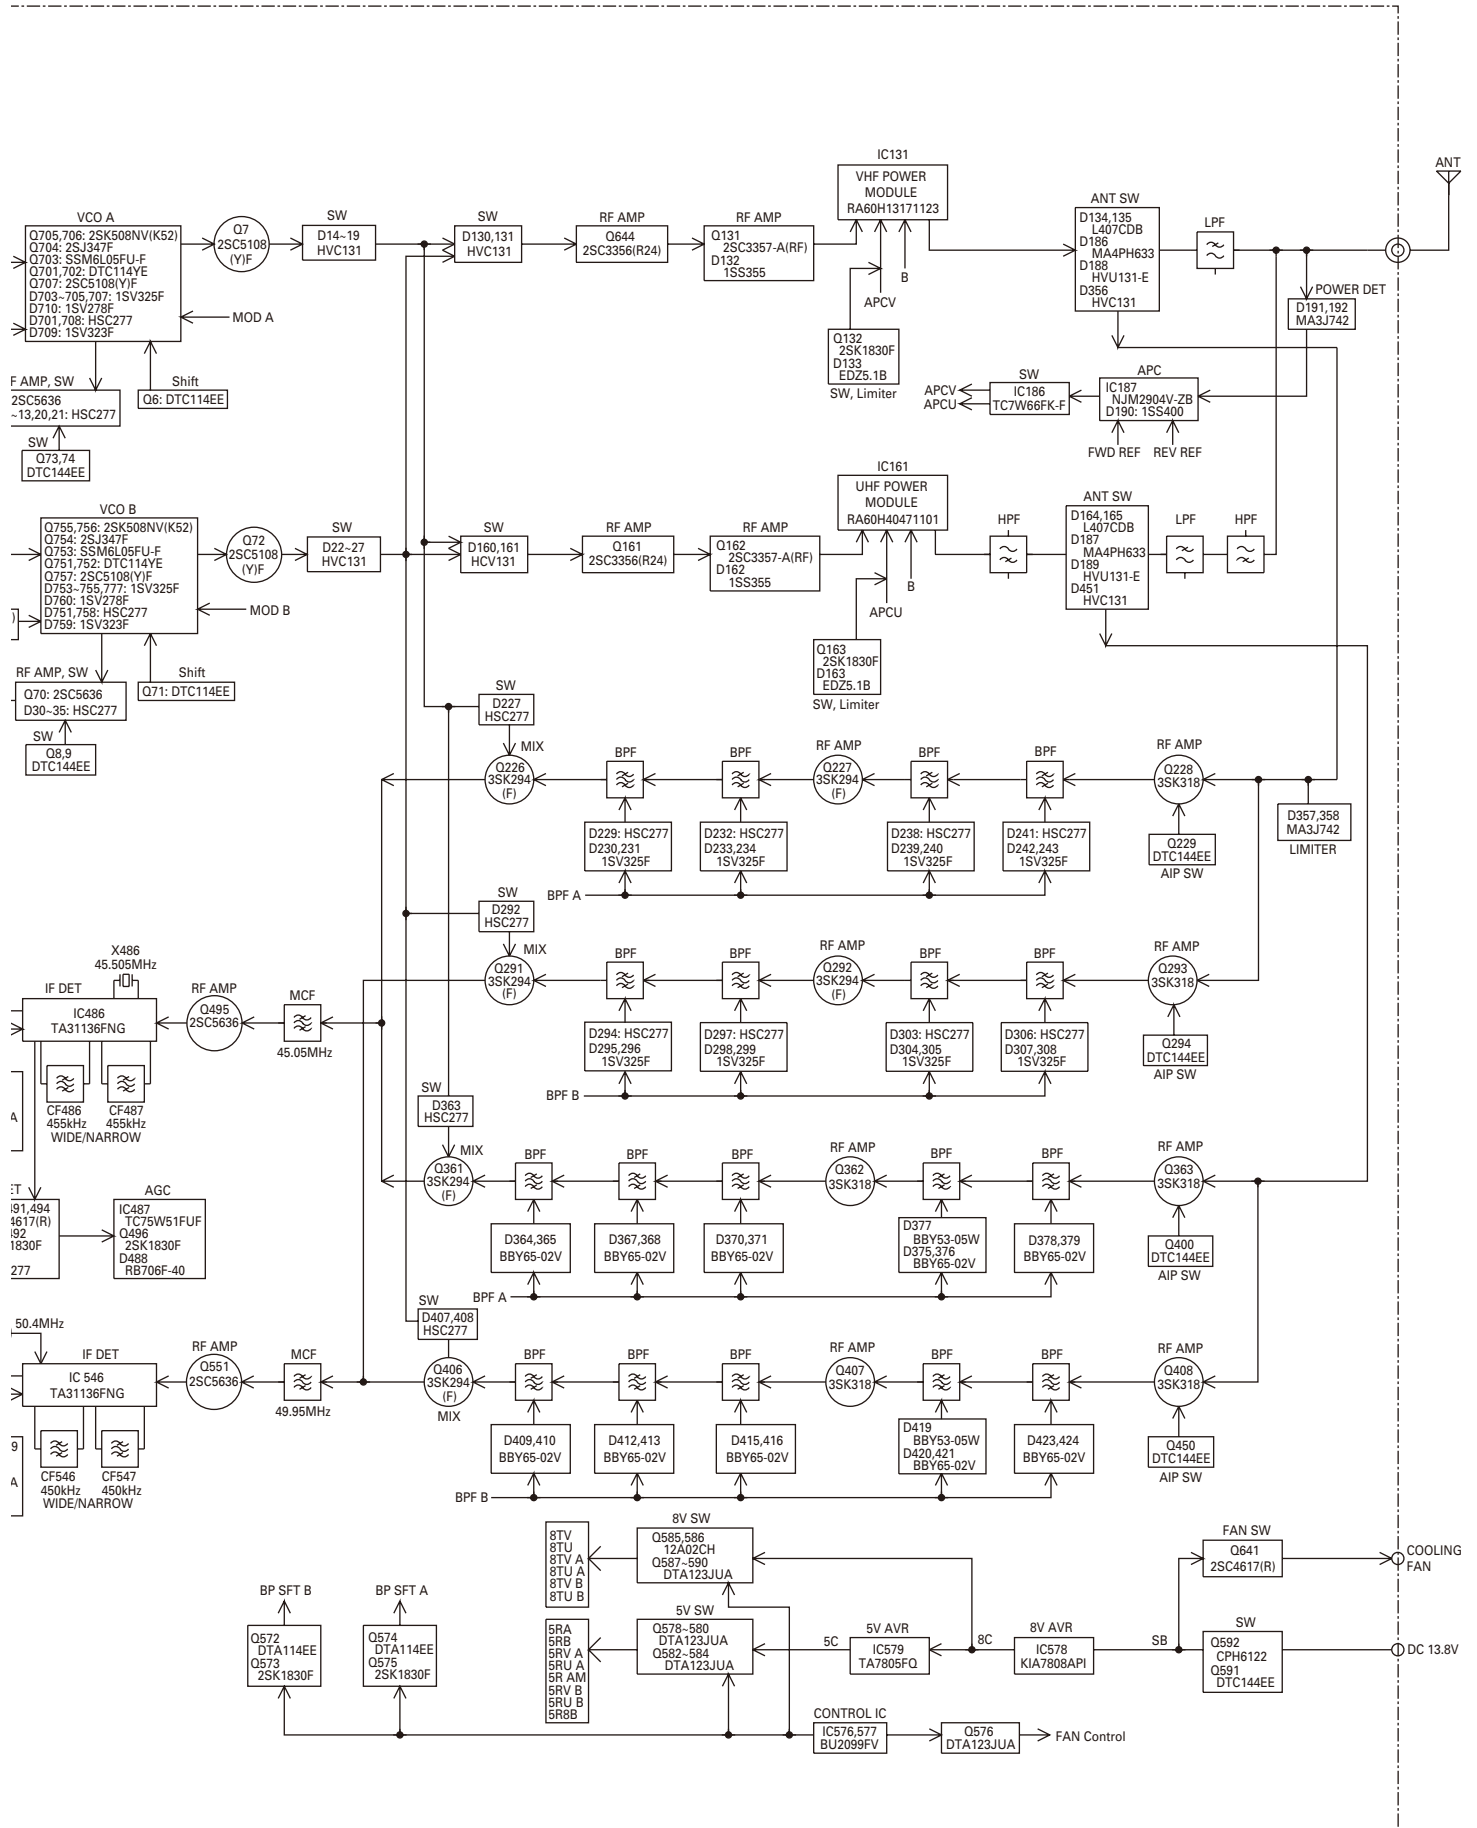 ANT
IC131
VHF POWER
MODULE
RA60H13171123
B
APCV
Q132
2SK1830F
D133
EDZ5.1B
SW, Limiter
VCO A
Q705,706: 2SK508NV(K52)
Q704: 2SJ347F
Q703: SSM6L05FU-F
Q701,702: DTC114YE
Q707: 2SC5108(Y)F
D703~705,707: 1SV325F
D710: 1SV278F
D701,708: HSC277
D709: 1SV323F
MOD A
Q7
2SC5108
(Y)F
SW
D14~19
HVC131
SW
D130,131
HVC131
RF AMP
Q644
2SC3356(R24)
RF AMP
Q131
2SC3357-A(RF)
D132
1SS355
ANT SW
D134,135
L407CDB
D186
MA4PH633
D188
HVU131-E
D356
HVC131
LPF
POWER DET
D191,192
MA3J742
F AMP, SW
2SC5636
~13,20,21: HSC277
Shift
Q6: DTC114EE
SW
Q73,74
DTC144EE
APCV
APCU
SW
IC186
TC7W66FK-F
APC
IC187
NJM2904V-ZB
D190: 1SS400
FWD REF
REV REF
IC161
UHF POWER
MODULE
RA60H40471101
B
APCU
Q163
2SK1830F
D163
EDZ5.1B
SW, Limiter
VCO B
Q755,756: 2SK508NV(K52)
Q754: 2SJ347F
Q753: SSM6L05FU-F
Q751,752: DTC114YE
Q757: 2SC5108(Y)F
D753~755,777: 1SV325F
D760: 1SV278F
D751,758: HSC277
D759: 1SV323F
MOD B
)
Q72
2SC5108
(Y)F
SW
D22~27
HVC131
SW
D160,161
HCV131
RF AMP
Q161
2SC3356(R24)
RF AMP
Q162
2SC3357-A(RF)
D162
1SS355
HPF
ANT SW
D164,165
L407CDB
D187
MA4PH633
D189
HVU131-E
D451
HVC131
LPF
HPF
RF AMP, SW
Q70: 2SC5636
D30~35: HSC277
Shift
Q71: DTC114EE
SW
Q8,9
DTC144EE
SW
D227
HSC277
MIX
Q226
3SK294
(F)
BPF
BPF
RF AMP
Q227
3SK294
(F)
BPF
BPF
RF AMP
Q228
3SK318
D229: HSC277
D230,231
1SV325F
D232: HSC277
D233,234
1SV325F
D238: HSC277
D239,240
1SV325F
D241: HSC277
D242,243
1SV325F
Q229
DTC144EE
AIP SW
D357,358
MA3J742
LIMITER
BPF A
SW
D292
HSC277
MIX
Q291
3SK294
(F)
BPF
BPF
RF AMP
Q292
3SK294
(F)
BPF
BPF
RF AMP
Q293
3SK318
D294: HSC277
D295,296
1SV325F
D297: HSC277
D298,299
1SV325F
D303: HSC277
D304,305
1SV325F
D306: HSC277
D307,308
1SV325F
Q294
DTC144EE
AIP SW
BPF B
X486
45.505MHz
IF DET
IC486
TA31136FNG
RF AMP
Q495
2SC5636
MCF
45.05MHz
CF486
455kHz
CF487
455kHz
WIDE/NARROW
A
SW
D363
HSC277
MIX
Q361
3SK294
(F)
BPF
BPF
BPF
RF AMP
Q362
3SK318
BPF
BPF
RF AMP
Q363
3SK318
D364,365
BBY65-02V
D367,368
BBY65-02V
D370,371
BBY65-02V
D377
BBY53-05W
D375,376
BBY65-02V
D378,379
BBY65-02V
Q400
DTC144EE
AIP SW
BPF A
ET
491,494
4617(R)
492
1830F
277
AGC
IC487
TC75W51FUF
Q496
2SK1830F
D488
RB706F-40
50.4MHz
IF DET
IC 546
TA31136FNG
RF AMP
Q551
2SC5636
MCF
49.95MHz
CF546
450kHz
CF547
450kHz
WIDE/NARROW
9
A
SW
D407,408
HSC277
Q406
3SK294
(F)
MIX
BPF
BPF
BPF
RF AMP
Q407
3SK318
BPF
BPF
RF AMP
Q408
3SK318
D409,410
BBY65-02V
D412,413
BBY65-02V
D415,416
BBY65-02V
D419
BBY53-05W
D420,421
BBY65-02V
D423,424
BBY65-02V
Q450
DTC144EE
AIP SW
BPF B
8TV
8TU
8TV A
8TU A
8TV B
8TU B
8V SW
Q585,586
12A02CH
Q587~590
DTA123JUA
FAN SW
Q641
2SC4617(R)
COOLING
FAN
BP SFT B
Q572
DTA114EE
Q573
2SK1830F
BP SFT A
Q574
DTA114EE
Q575
2SK1830F
5RA
5RB
5RV A
5RU A
5R AM
5RV B
5RU B
5R8B
5V SW
Q578~580
DTA123JUA
Q582~584
DTA123JUA
5C
5V AVR
IC579
TA7805FQ
8C
8V AVR
IC578
KIA7808API
SB
SW
Q592
CPH6122
Q591
DTC144EE
DC 13.8V
CONTROL IC
IC576,577
BU2099FV
Q576
DTA123JUA
FAN Control